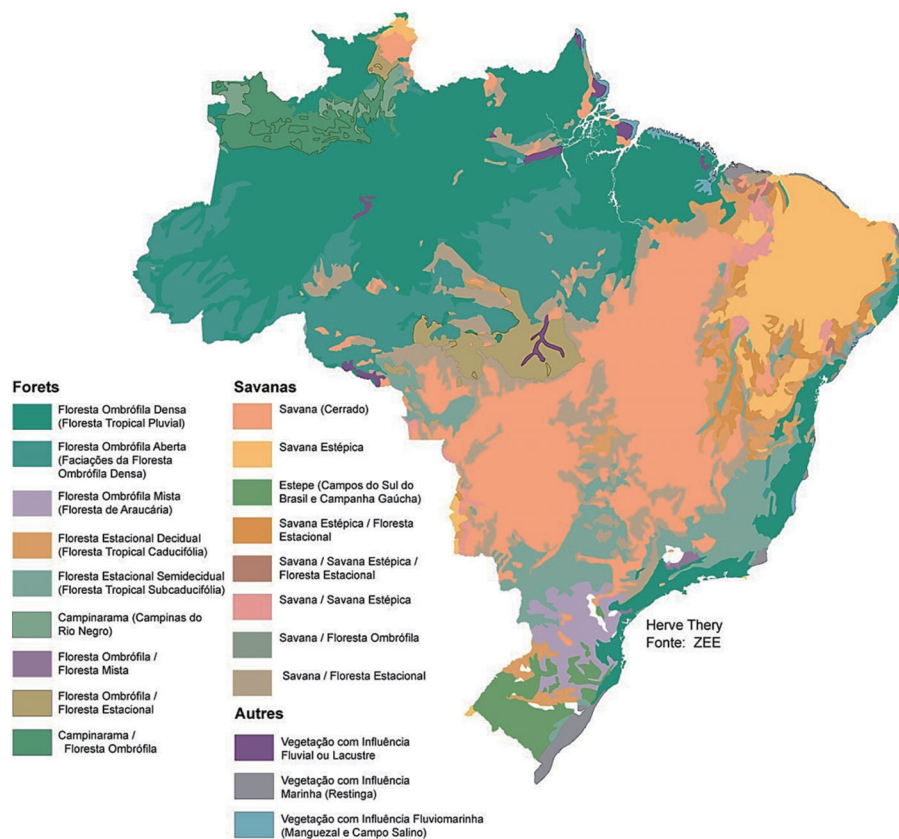 Forets
Floresta Ombrófila Densa
(Floresta Tropical Pluvial)
Floresta Ombrófila Aberta
(Faciações da Floresta
Ombrófila Densa)
Floresta Ombrófila Mista
(Floresta de Araucária)
Floresta Estacional Decidual
(Floresta Tropical Caducifólia)
Floresta Estacional Semidecidual
(Floresta Tropical Subcaducifólia)
Campinarama (Campinas do
Rio Negro)
Floresta Ombrófila /
Floresta Mista
Floresta Ombrófila /
Floresta Estacional
Campinarama /
Floresta Ombrófila
Savanas
Savana (Cerrado)
Savana Estépica
Estepe (Campos do Sul do
Brasil e Campanha Gaúcha)
Savana Estépica / Floresta
Estacional
Savana / Savana Estépica /
Floresta Estacional
Savana / Savana Estépica
Savana / Floresta Ombrófila
Savana / Floresta Estacional
Autres
Vegetação com Influência
Fluvial ou Lacustre
Vegetação com Influência
Marinha (Restinga)
Vegetação com Influência Fluviomarinha
(Manguezal e Campo Salino)
Herve Thery
Fonte: ZEE